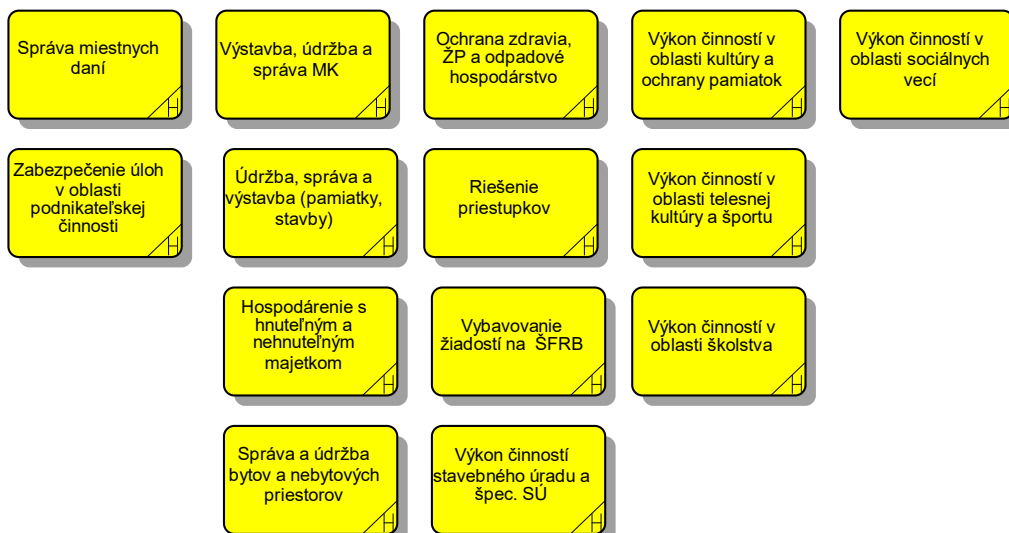 Správa miestnych
daní
H
Výstavba, údržba a
správa MK
H
Ochrana zdravia,
ŽP a odpadové
hospodárstvo
H
Výkon činností v
oblasti kultúry a
ochrany pamiatok
H
Výkon činností v
oblasti sociálnych
vecí
H
Zabezpečenie úloh
v oblasti
podnikateľskej
činnosti
H
Údržba, správa a
výstavba (pamiatky,
stavby)
H
Riešenie
priestupkov
H
Výkon činností v
oblasti telesnej
kultúry a športu
H
Hospodárenie s
hnuteľným a
nehnuteľným
majetkom
H
Vybavovanie
žiadostí na ŠFRB
H
Výkon činností v
oblasti školstva
H
Správa a údržba
bytov a nebytových
priestorov
H
Výkon činností
stavebného úradu a
špec. SÚ
H